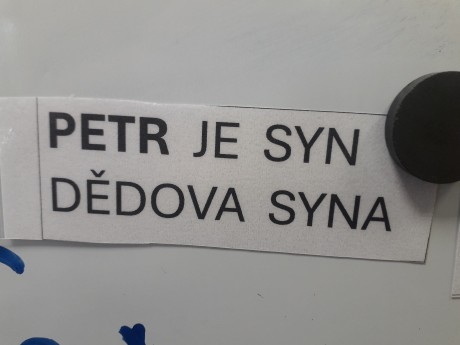 PETR JE SYN
DĚDOVA SYNA